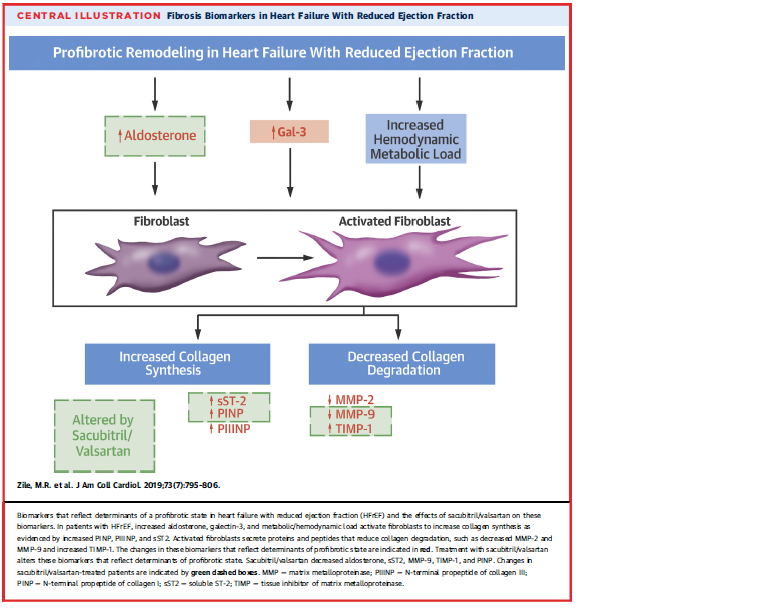 CENTRAL ILLUSTRATION Fibrosis Biomarkers in Heart Failure With Reduced Ejection Fraction
Profibrotic Remodeling in Heart Failure With Reduced Ejection Fraction
↑Aldosterone
↑Gal-3
Increased
Hemodynamic
Metabolic Load
Fibroblast
Activated Fibroblast
Increased Collagen
Synthesis
Decreased Collagen
Degradation
↑ sST-2
↑ PINP
↑ PIIINP
↓ MMP-2
↓ MMP-9
↑ TIMP-1
Altered by
Sacubitril/
Valsartan
Zile, M.R. et al. J Am Coll Cardiol. 2019;73(7):795-806.
Biomarkers that reflect determinants of a profibrotic state in heart failure with reduced ejection fraction (HFrEF) and the effects of sacubitril/valsartan on these
biomarkers. In patients with HFrEF, increased aldosterone, galectin-3, and metabolic/hemodynamic load activate fibroblasts to increase collagen synthesis as
evidenced by increased PINP, PIIINP, and sST2. Activated fibroblasts secrete proteins and peptides that reduce collagen degradation, such as decreased MMP-2 and
MMP-9 and increased TIMP-1. The changes in these biomarkers that reflect determinants of profibrotic state are indicated in red. Treatment with sacubitril/valsartan
alters these biomarkers that reflect determinants of profibrotic state. Sacubitril/valsartan decreased aldosterone, sST2, MMP-9, TIMP-1, and PINP. Changes in
sacubitril/valsartan-treated patients are indicated by green dashed boxes. MMP = matrix metalloproteinase; PIIINP = N-terminal propeptide of collagen III;
PINP = N-terminal propeptide of collagen I; sST2 = soluble ST-2; TIMP = tissue inhibitor of matrix metalloproteinase.